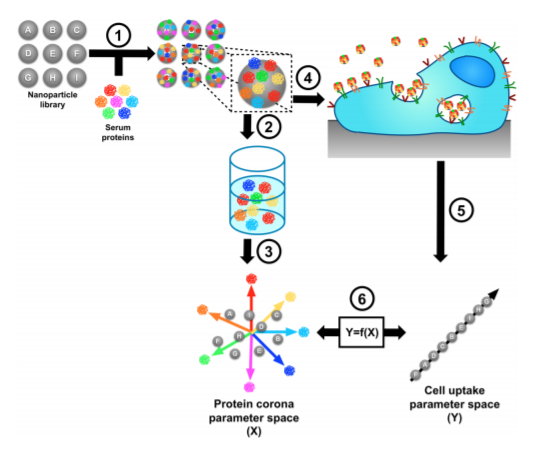 A B C
D E F
G H I
Nanoparticle
library
1
Serum
proteins
2
3
4
5
6
Y=f(X)
A I C
D
F H B
G C
Protein corona
parameter space
(X)
Cell uptake
parameter space
(Y)